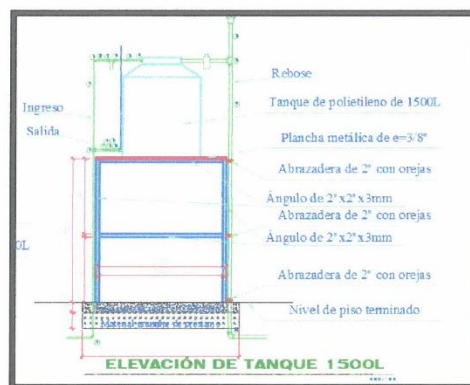 Rebose
Ingreso
Tanque de polietileno de 1500L
Salida
Plancha metálica de e=3/8"
Abrazadera de 2" con orejas
Ángulo de 2"x2"x3mm
Abrazadera de 2" con orejas
0L
Ángulo de 2"x2"x3mm
Abrazadera de 2" con orejas
Nivel de piso terminado
ELEVACIÓN DE TANQUE 1500L